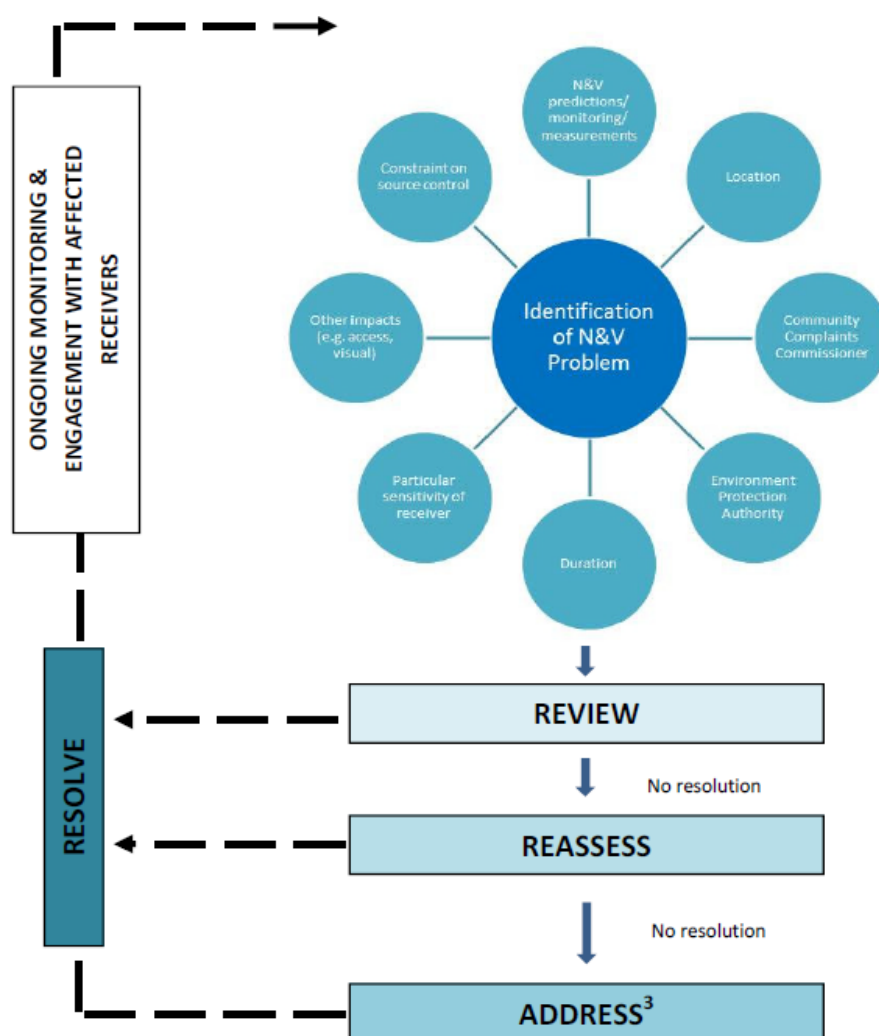 ONGOING MONITORING &
ENGAGEMENT WITH AFFECTED
RECEIVERS
N&V
predictions/
monitoring/
measurements
Constraint on
source control
Location
Other impacts
(e.g. access,
visual)
Identification
of N&V
Problem
Community
Complaints
Commissioner
Particular
sensitivity of
receiver
Environment
Protection
Authority
Duration
RESOLVE
REVIEW
No resolution
REASSESS
No resolution
ADDRESS³